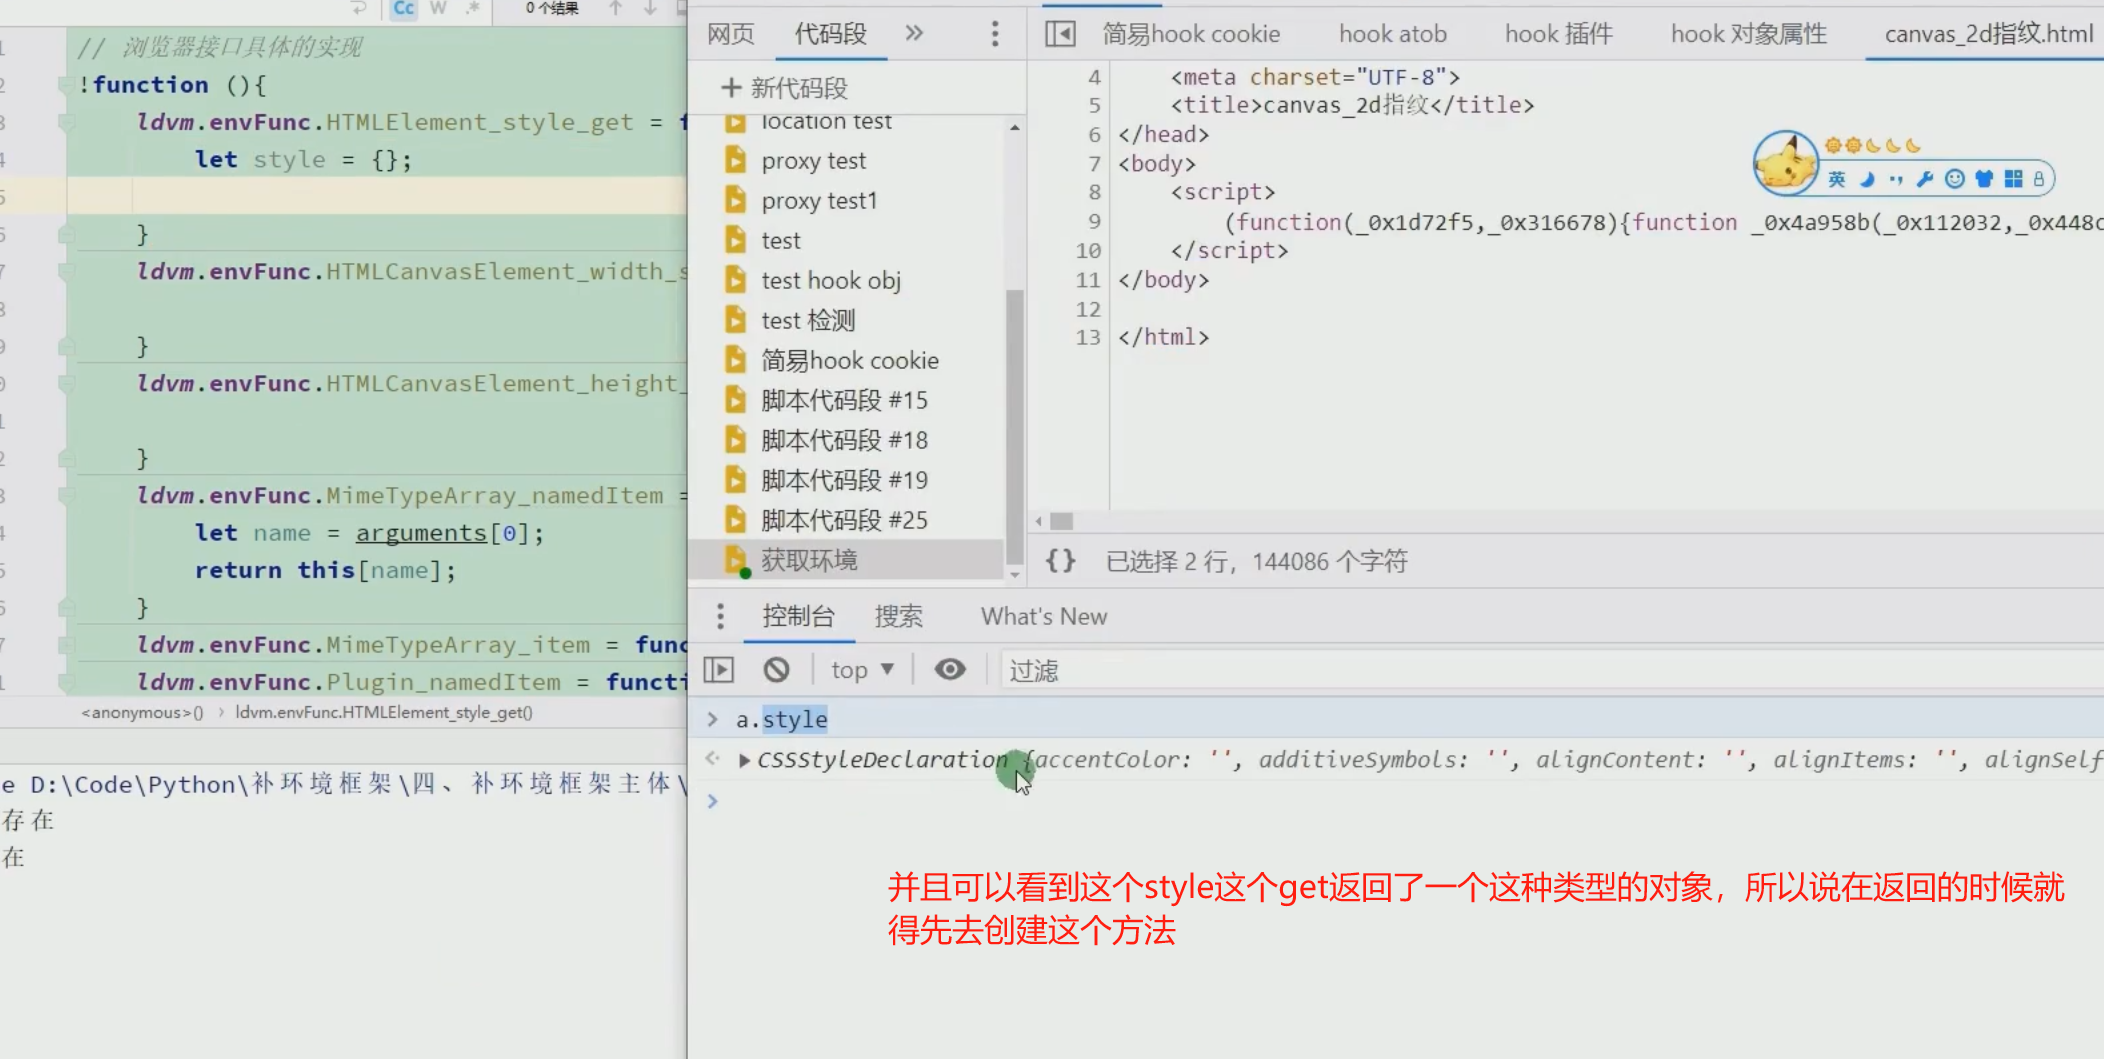 Cc W .* 0 个结果
// 浏览器接口具体的实现
!function (){
ldvm.envFunc.HTMLElement_style_get = f
let style = {};
}
ldvm.envFunc.HTMLCanvasElement_width_s
}
ldvm.envFunc.HTMLCanvasElement_height_
}
ldvm.envFunc.MimeTypeArray_namedItem =
let name = arguments[0];
return this[name];
}
ldvm.envFunc.MimeTypeArray_item = func
ldvm.envFunc.Plugin_namedItem = functi
<anonymous>() › ldvm.envFunc.HTMLElement_style_get()
e D:\Code\Python\补环境框架\四、补环境框架主体\
存在
在
网页 代码段 »
+ 新代码段
location test
proxy test
proxy test1
test
test hook obj
test 检测
简易hook cookie
脚本代码段 #15
脚本代码段 #18
脚本代码段 #19
脚本代码段 #25
获取环境
简易hook cookie hook atob hook 插件 hook 对象属性 canvas_2d指纹.html
4 <meta charset="UTF-8">
5 <title>canvas_2d指纹</title>
6 </head>
7 <body>
8 <script>
9 (function(_0x1d72f5,_0x316678){function _0x4a958b(_0x112032,_0x448c
10 </script>
11 </body>
12
13 </html>
英
{} 已选择 2 行，144086 个字符
控制台 搜索 What's New
top ▼ 过滤
> a.style
CSSStyleDeclaration {accentColor: '', additiveSymbols: '', alignContent: '', alignItems: '', alignSelf
>
并且可以看到这个style这个get返回了一个这种类型的对象，所以说在返回的时候就
得先去创建这个方法